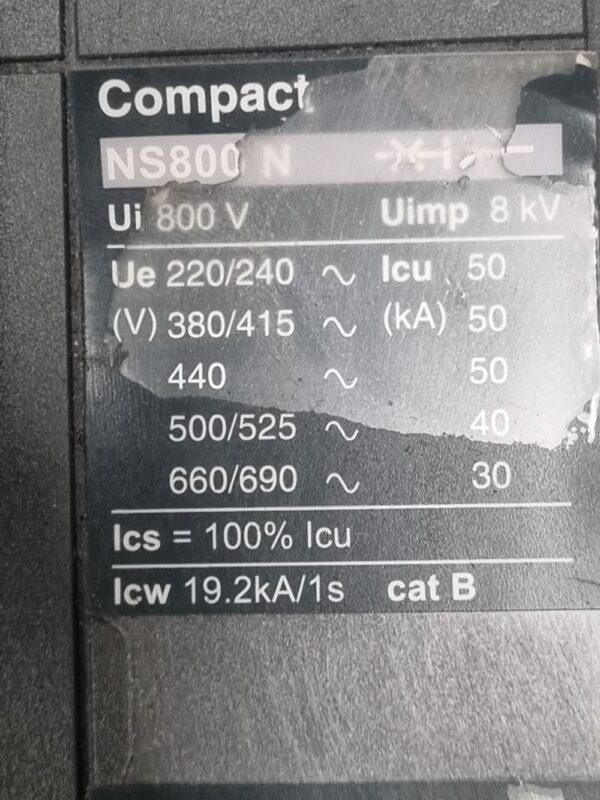 Compact
NS800 N
Ui 800 V Uimp 8 kV
Ue 220/240 ~ Icu 50
(V) 380/415 ~ (kA) 50
440 ~ 50
500/525 ~ 40
660/690 ~ 30
Ics = 100% Icu
Icw 19.2kA/1s cat B